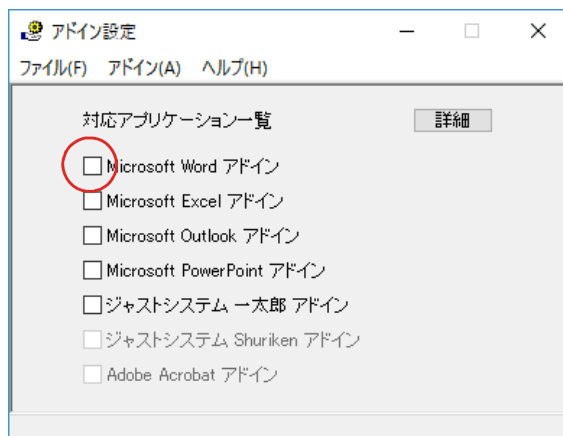 アドイン設定
ファイル(F) アドイン(A) ヘルプ(H)
対応アプリケーション一覧 詳細
Microsoft Word アドイン
Microsoft Excel アドイン
Microsoft Outlook アドイン
Microsoft PowerPoint アドイン
ジャストシステム 一太郎 アドイン
ジャストシステム Shuriken アドイン
Adobe Acrobat アドイン